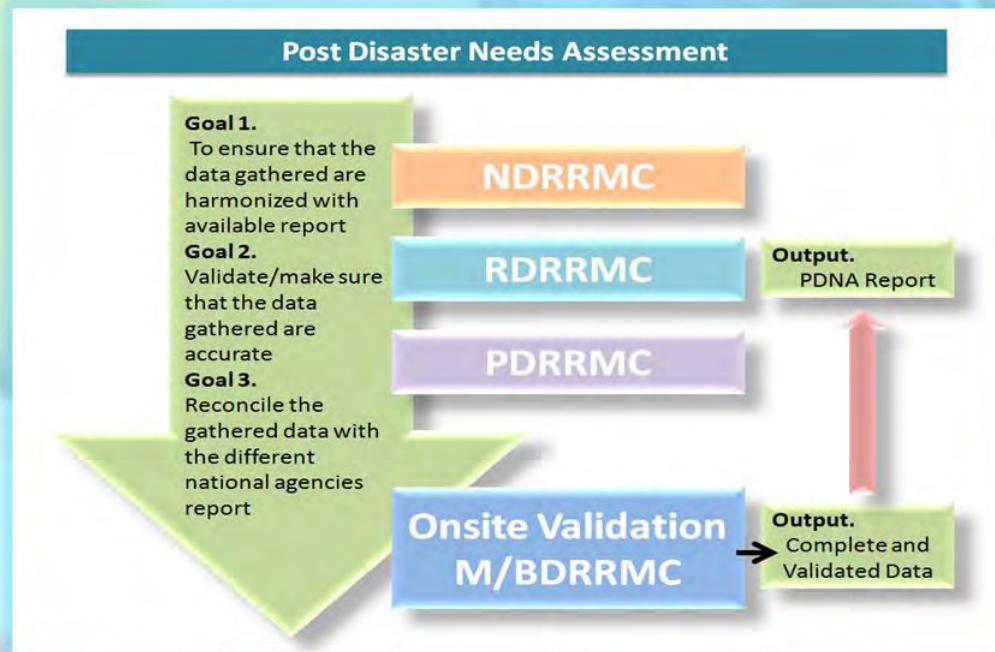 Post Disaster Needs Assessment
Goal 1.
To ensure that the
data gathered are
harmonized with
available report
Goal 2.
Validate/make sure
that the data
gathered are
accurate
Goal 3.
Reconcile the
gathered data with
the different
national agencies
report
NDRRMC
RDRRMC
PDRRMC
Onsite Validation
M/BDRRMC
Output.
PDNA Report
Output.
Complete and
Validated Data